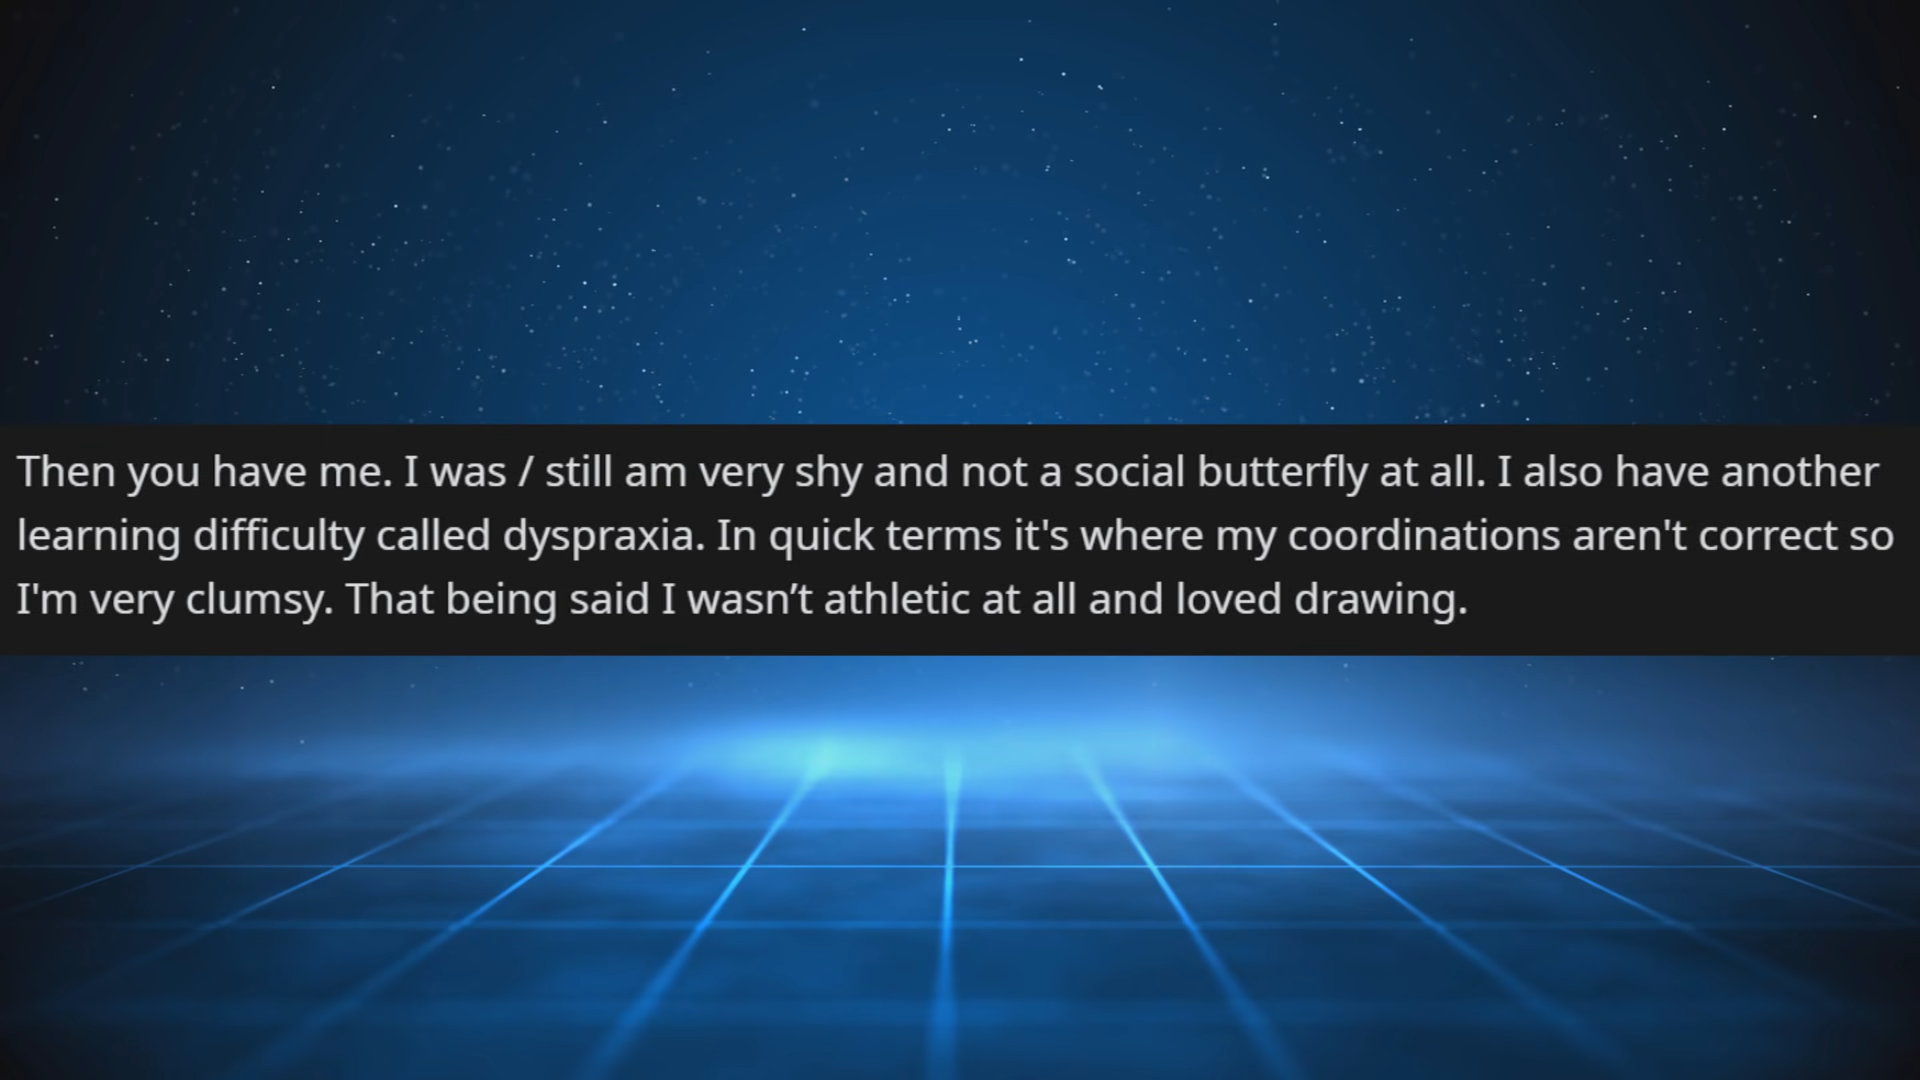 Then you have me. I was / still am very shy and not a social butterfly at all. I also have another
learning difficulty called dyspraxia. In quick terms it's where my coordinations aren't correct so
I'm very clumsy. That being said I wasn’t athletic at all and loved drawing.